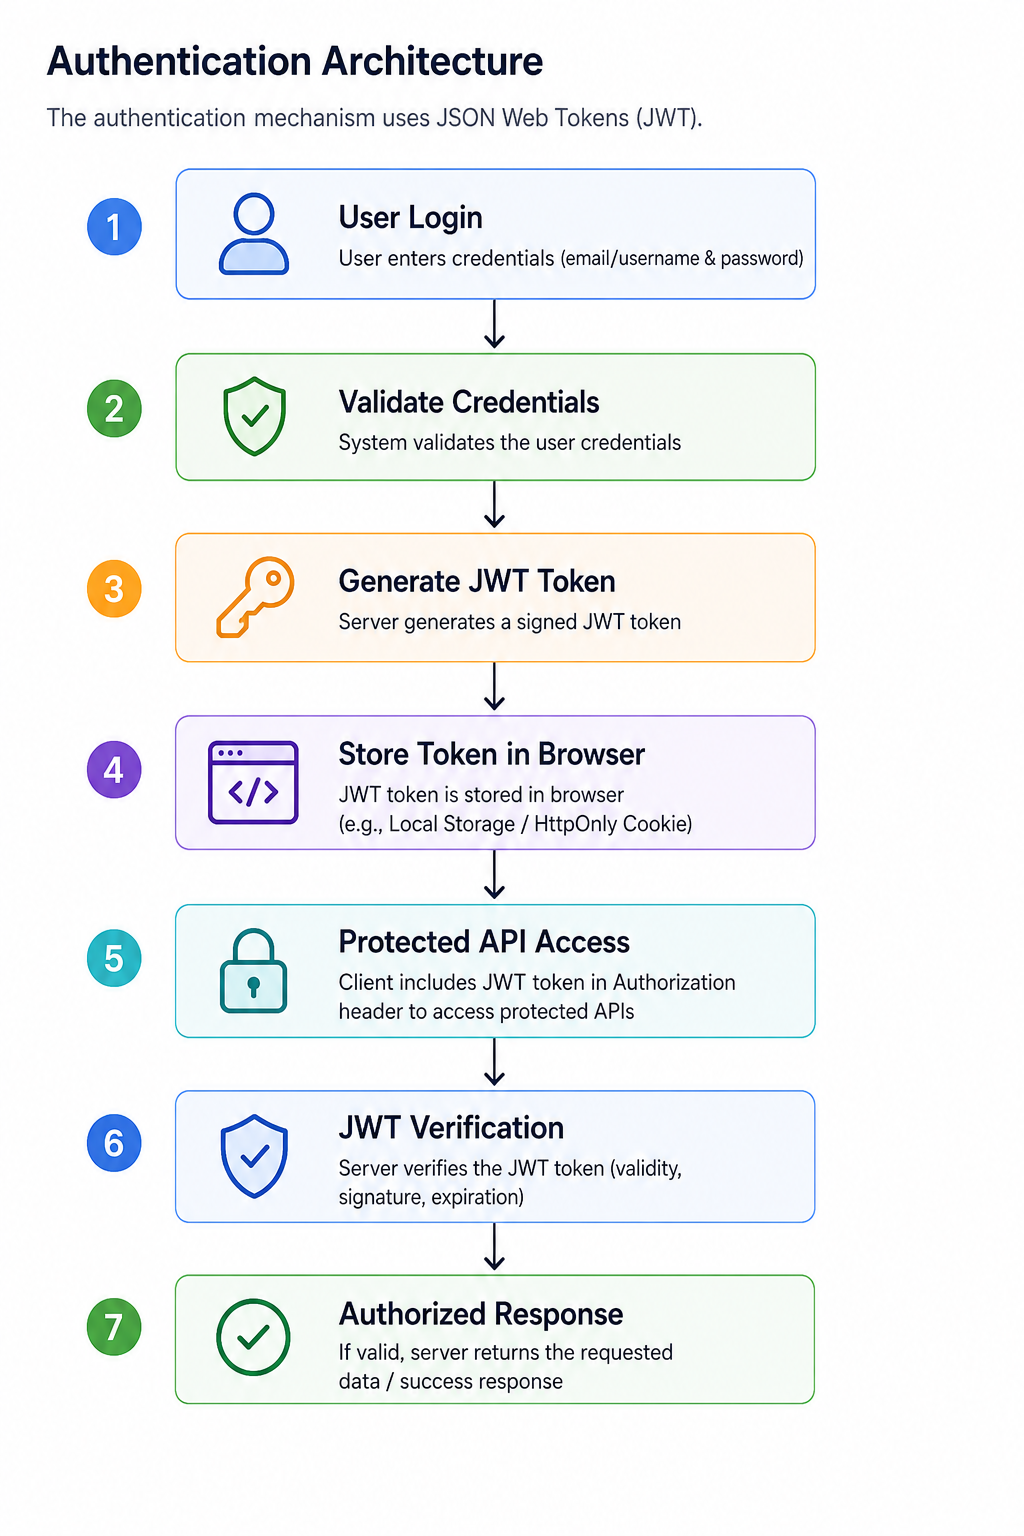 Authentication Architecture
The authentication mechanism uses JSON Web Tokens (JWT).
1
User Login
User enters credentials (email/username & password)
2
Validate Credentials
System validates the user credentials
3
Generate JWT Token
Server generates a signed JWT token
4
Store Token in Browser
JWT token is stored in browser
(e.g., Local Storage / HttpOnly Cookie)
5
Protected API Access
Client includes JWT token in Authorization
header to access protected APIs
6
JWT Verification
Server verifies the JWT token (validity,
signature, expiration)
7
Authorized Response
If valid, server returns the requested
data / success response